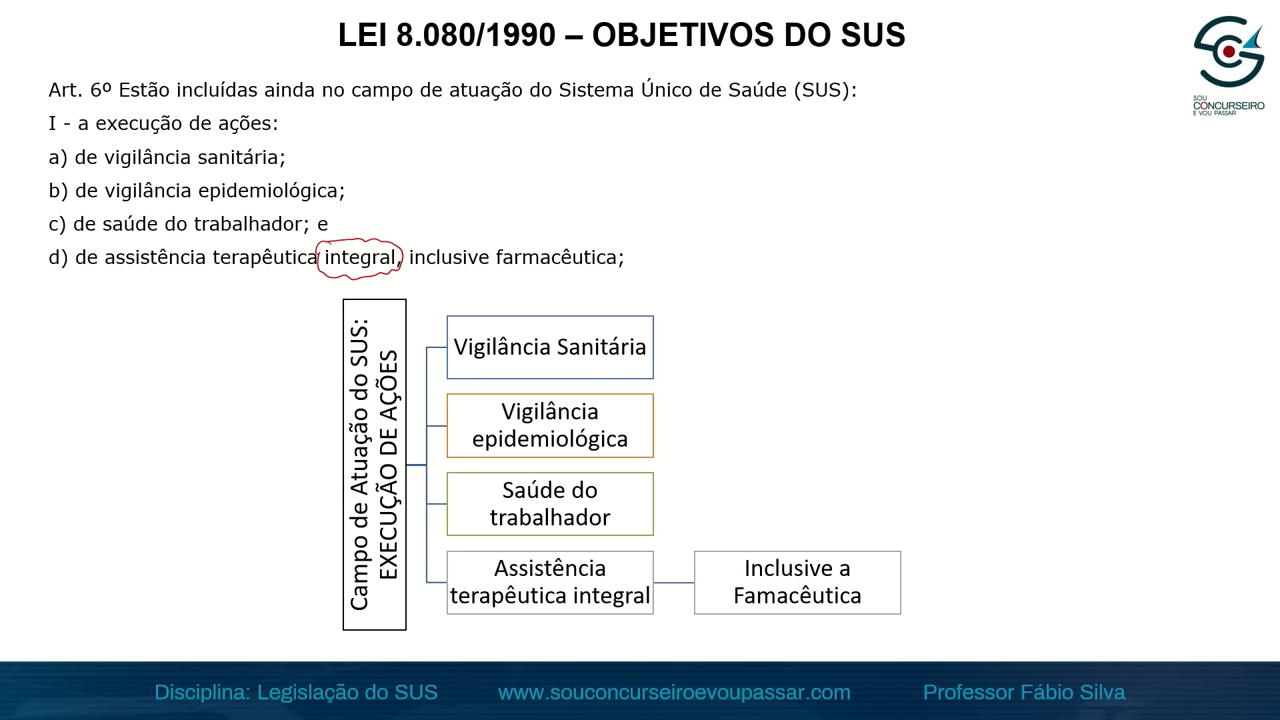 LEI 8.080/1990 – OBJETIVOS DO SUS
SOU
CONCURSEIRO
E VOU PASSAR
Art. 6º Estão incluídas ainda no campo de atuação do Sistema Único de Saúde (SUS):
I - a execução de ações:
a) de vigilância sanitária;
b) de vigilância epidemiológica;
c) de saúde do trabalhador; e
d) de assistência terapêutica integral, inclusive farmacêutica;
Campo de Atuação do SUS:
EXECUÇÃO DE AÇÕES
Vigilância Sanitária
Vigilância
epidemiológica
Saúde do
trabalhador
Assistência
terapêutica integral
Inclusive a
Famacêutica
Disciplina: Legislação do SUS
www.souconcurseiroevoupassar.com
Professor Fábio Silva